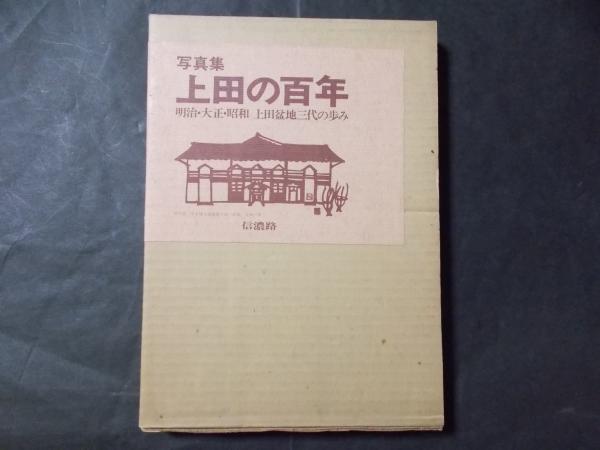 写真集
上田の百年
明治・大正・昭和 上田盆地三代の歩み
信濃路